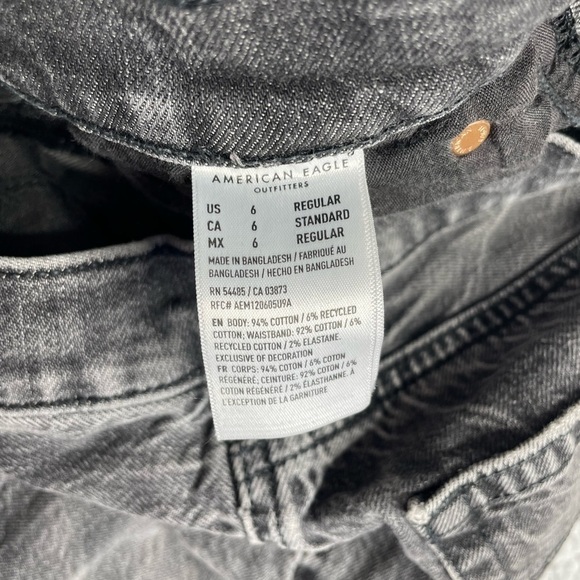 AMERICAN EAGLE
OUTFITTERS
US 6 REGULAR
CA 6 STANDARD
MX 6 REGULAR
MADE IN BANGLADESH / FABRIQUÉ AU
BANGLADESH / HECHO EN BANGLADESH
RN 54485 / CA 03873
RFC# AEM120605U9A
EN BODY: 94% COTTON / 6% RECYCLED
COTTON; WAISTBAND: 92% COTTON / 6%
RECYCLED COTTON / 2% ELASTANE.
EXCLUSIVE OF DECORATION
FR CORPS: 94% COTON / 6% COTON
RÉGÉNÉRÉ; CEINTURE: 92% COTON / 6%
COTON RÉGÉNÉRÉ / 2% ÉLASTHANNE. À
L'EXCEPTION DE LA GARNITURE